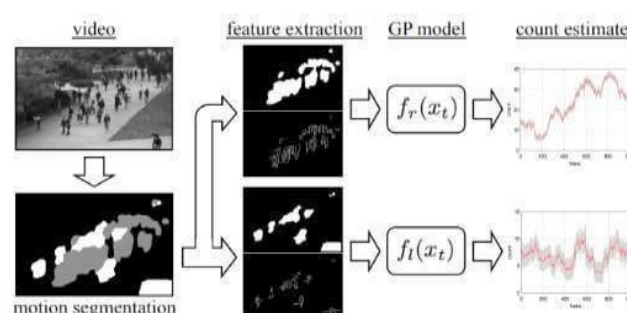 video
feature extraction
GP model
count estimate
f_r(x_t)
f_l(x_t)
motion segmentation